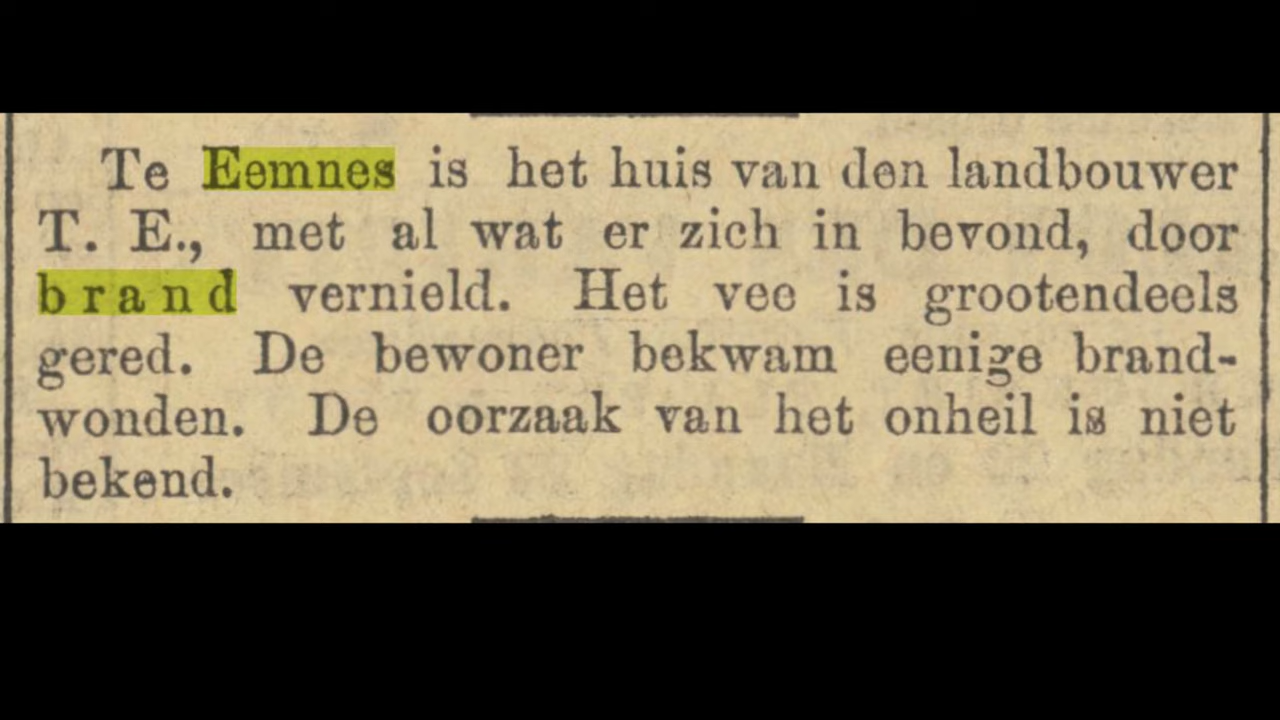 Te Eemnes is het huis van den landbouwer
T. E., met al wat er zich in bevond, door
brand vernield. Het vee is grootendeels
gered. De bewoner bekwam eenige brand-
wonden. De oorzaak van het onheil is niet
bekend.